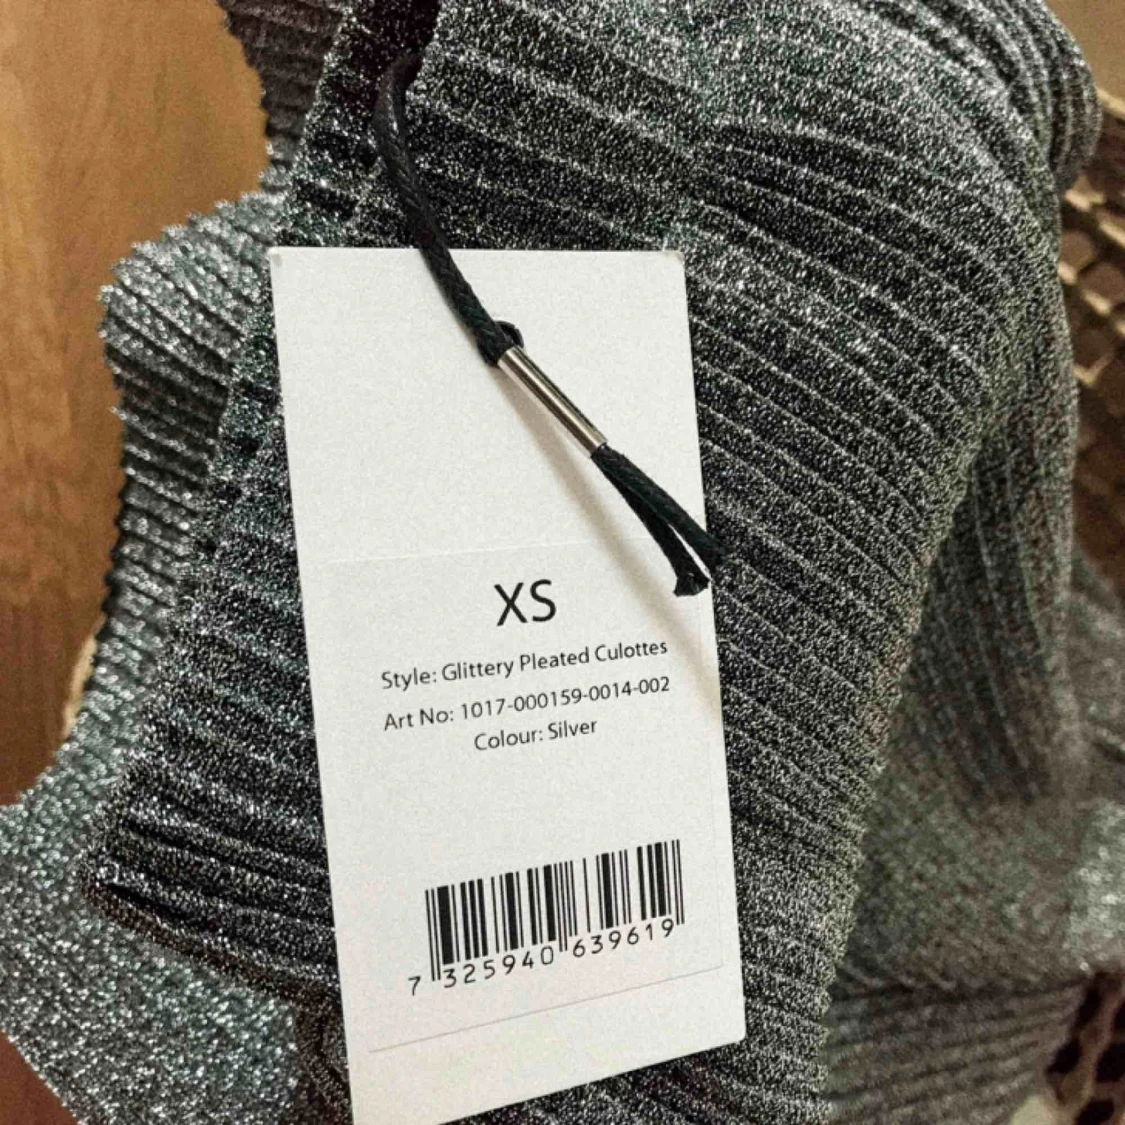 XS
Style: Glittery Pleated Culottes
Art No: 1017-000159-0014-002
Colour: Silver
7 325940 639619